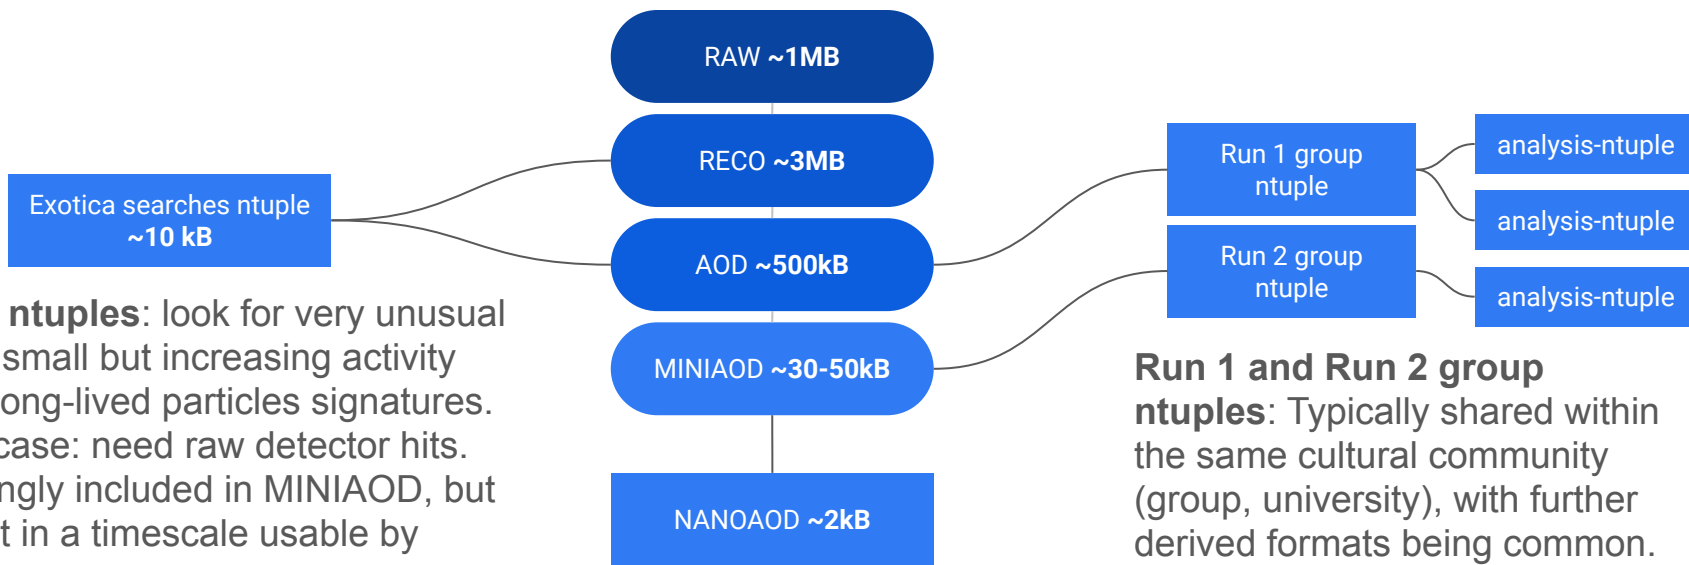 RAW ~1MB
RECO ~3MB
AOD ~500kB
MINIAOD ~30-50kB
NANOAOD ~2kB
Exotica searches ntuple
~10 kB
ntuples: look for very unusual
small but increasing activity
ong-lived particles signatures.
case: need raw detector hits.
ngly included in MINIAOD, but
t in a timescale usable by
Run 1 group
ntuple
Run 2 group
ntuple
analysis-ntuple
analysis-ntuple
analysis-ntuple
Run 1 and Run 2 group
ntuples: Typically shared within
the same cultural community
(group, university), with further
derived formats being common.